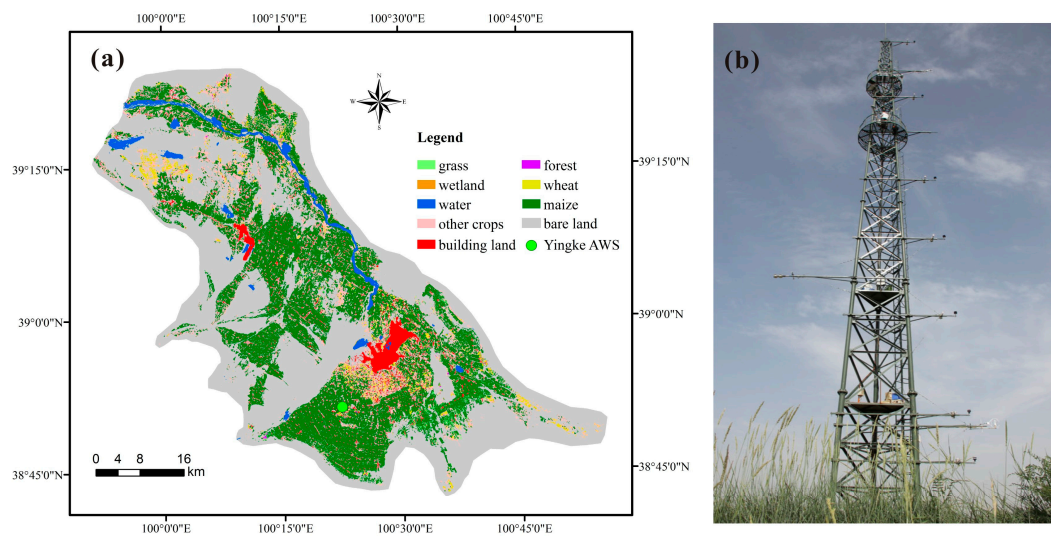 100°0'0"E 100°15'0"E 100°30'0"E 100°45'0"E
(a)
(b)
N
W E
S
Legend
grass forest
wetland wheat
water maize
other crops bare land
building land Yingke AWS
39°15'0"N 39°15'0"N
39°0'0"N 39°0'0"N
38°45'0"N 38°45'0"N
0 4 8 16
km
100°0'0"E 100°15'0"E 100°30'0"E 100°45'0"E